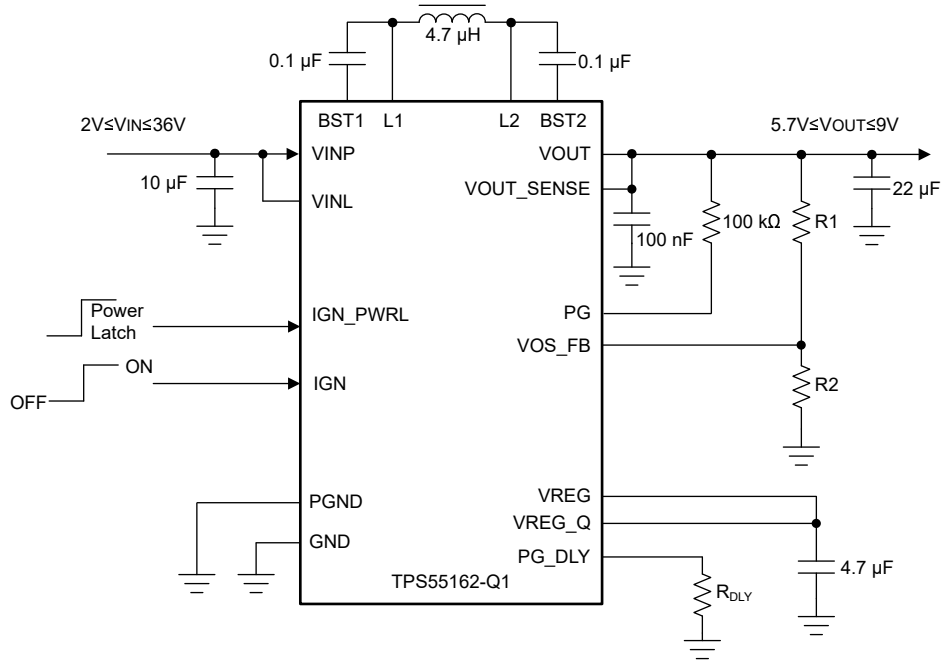 4.7 µH
0.1 µF
0.1 µF
BST1 L1 L2 BST2
2V≤VIN≤36V
5.7V≤VOUT≤9V
VINP
VOUT
10 µF
VINL
VOUT_SENSE
22 µF
100 nF
100 kΩ
R1
Power
Latch
IGN_PWRL
PG
VOS_FB
OFF
ON
IGN
R2
PGND
VREG
GND
VREG_Q
PG_DLY
4.7 µF
TPS55162-Q1
RDLY